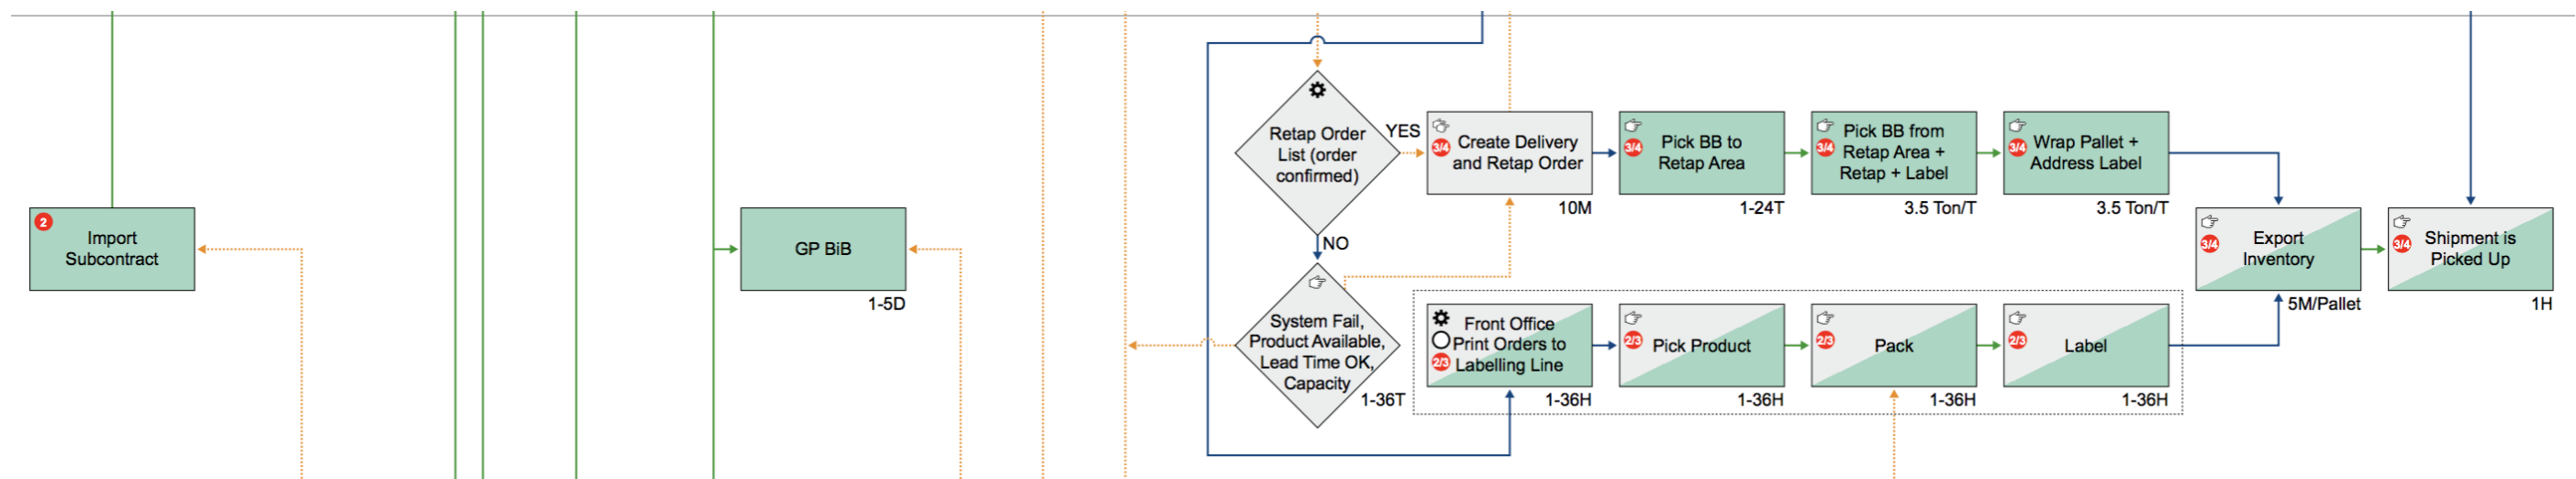 2
Import
Subcontract
GP BiB
1-5D
Retap Order
List (order
confirmed)
YES
NO
System Fail,
Product Available,
Lead Time OK,
Capacity
1-36T
3/4
Create Delivery
and Retap Order
10M
3/4
Pick BB to
Retap Area
1-24T
3/4
Pick BB from
Retap Area +
Retap + Label
3.5 Ton/T
3/4
Wrap Pallet +
Address Label
3.5 Ton/T
Front Office
Print Orders to
2/3
Labelling Line
1-36H
2/3
Pick Product
1-36H
2/3
Pack
1-36H
2/3
Label
1-36H
3/4
Export
Inventory
5M/Pallet
3/4
Shipment is
Picked Up
1H